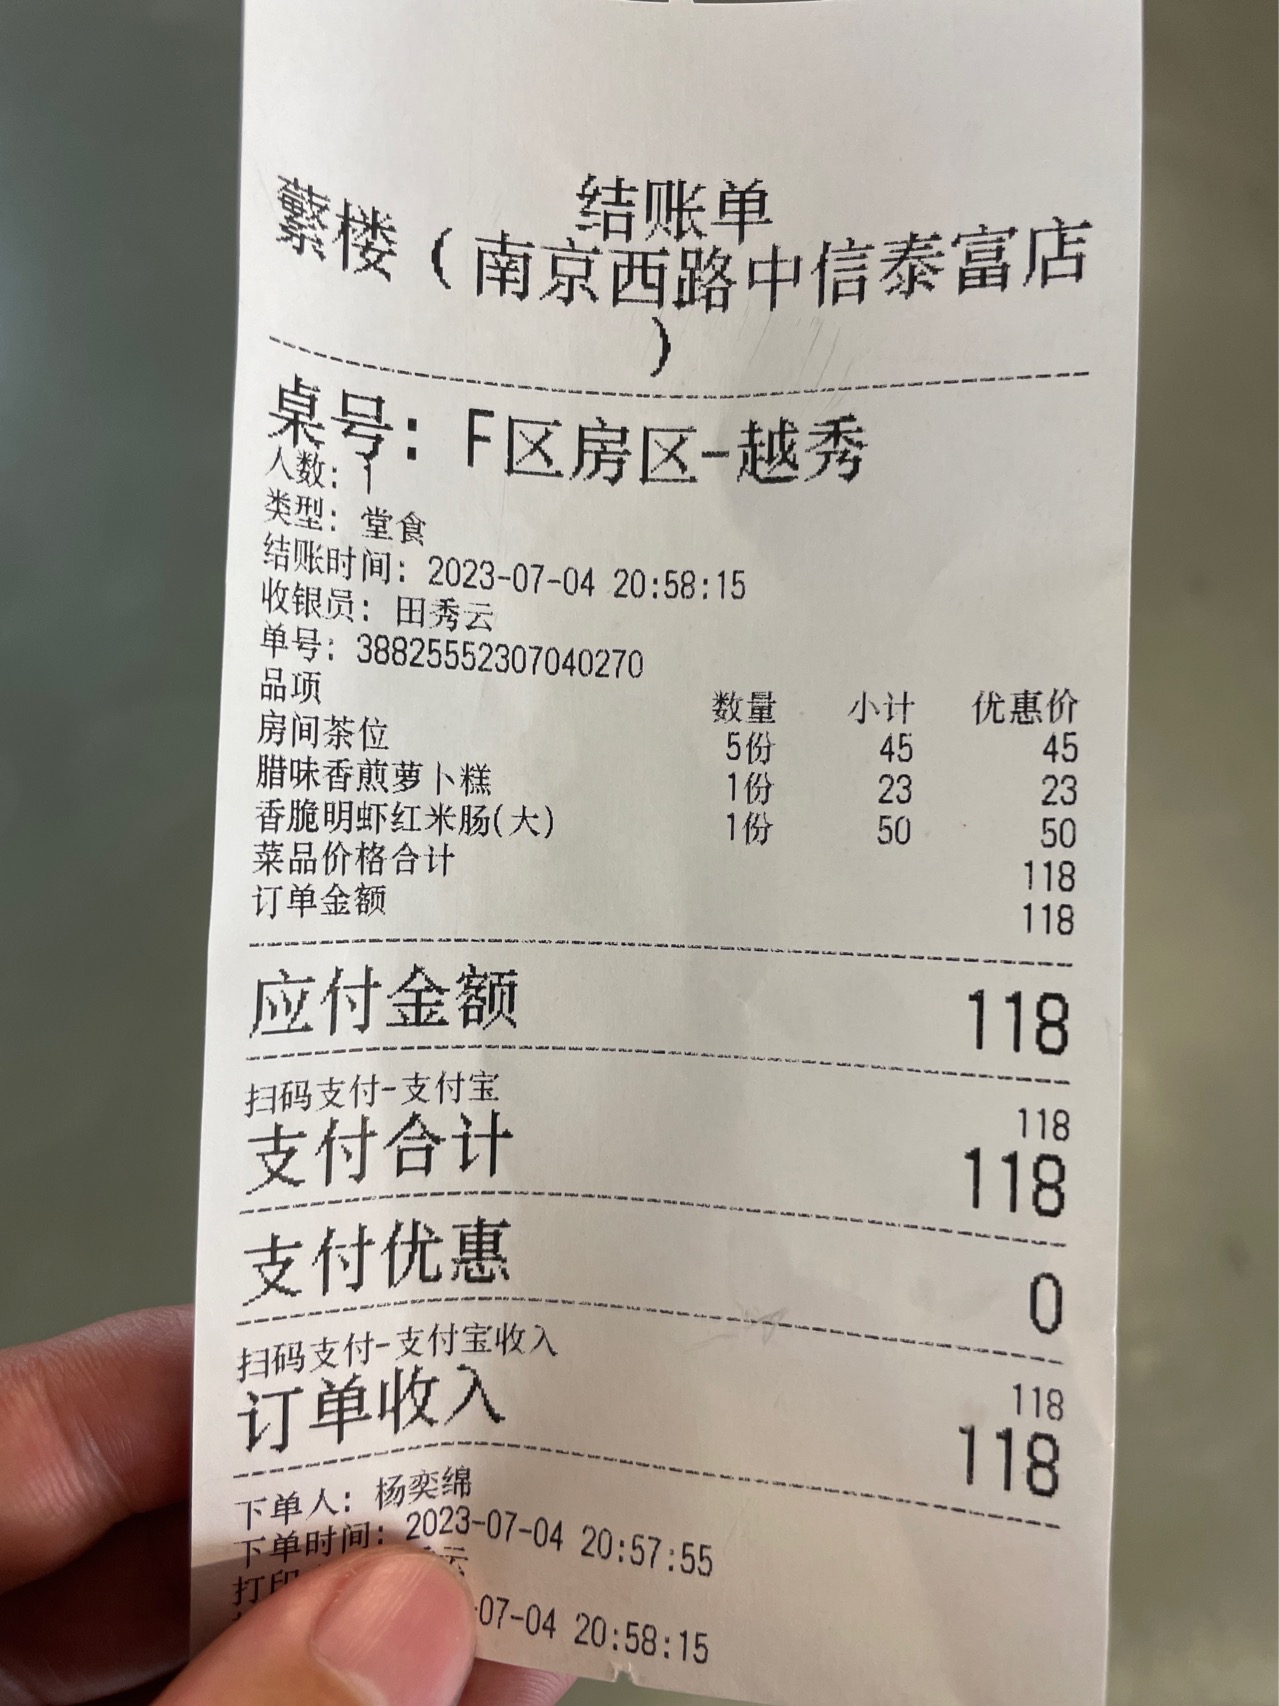 结账单
蘩楼（南京西路中信泰富店
）
桌号：F区房区-越秀
人数：1
类型：堂食
结账时间：2023-07-04 20:58:15
收银员：田秀云
单号：38825552307040270
品项 数量 小计 优惠价
房间茶位 5份 45 45
腊味香煎萝卜糕 1份 23 23
香脆明虾红米肠(大) 1份 50 50
菜品价格合计 118
订单金额 118
应付金额 118
扫码支付-支付宝 118
支付合计 118
支付优惠 0
扫码支付-支付宝收入 118
订单收入 118
下单人：杨奕绵
下单时间：2023-07-04 20:57:55
打印 云
-07-04 20:58:15